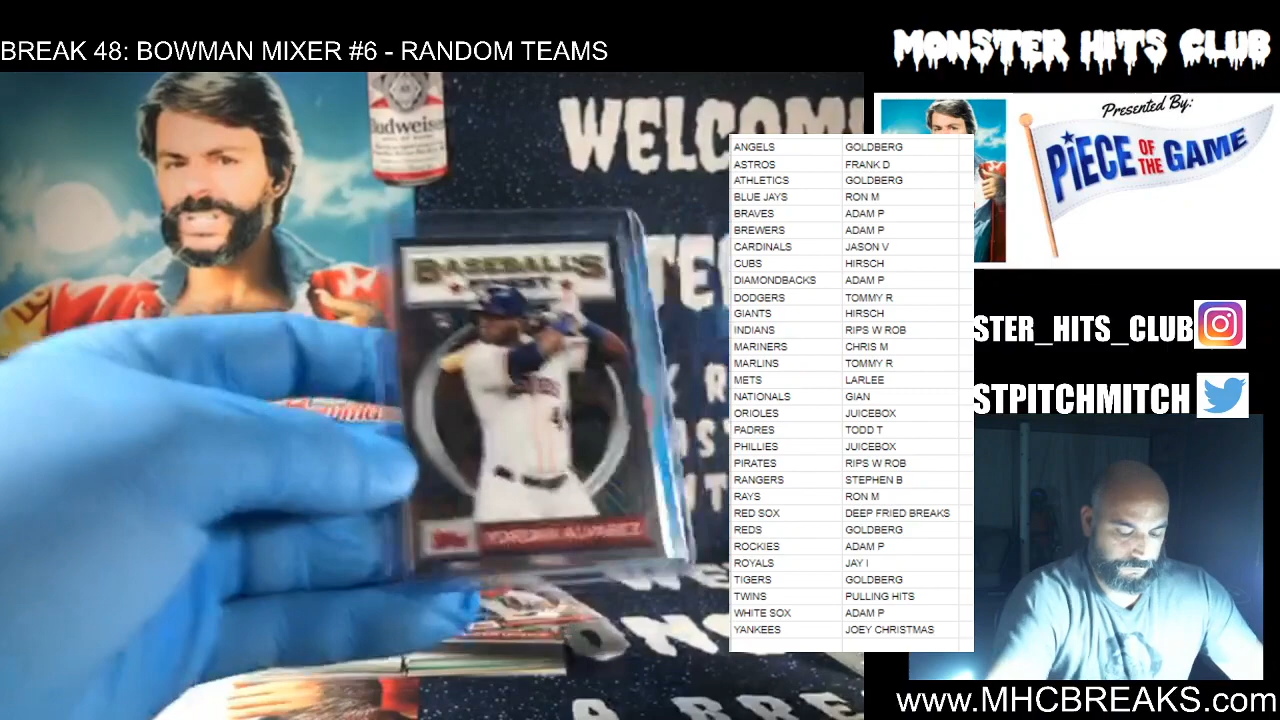 BREAK 48: BOWMAN MIXER #6 - RANDOM TEAMS
MONSTER HITS CLUB
Presented By:
PIECE OF THE GAME
Budweiser
WELCOM
BASEBALL'S
YORDAN ALVAREZ
ANGELS GOLDBERG
ASTROS FRANK D
ATHLETICS GOLDBERG
BLUE JAYS RON M
BRAVES ADAM P
BREWERS ADAM P
CARDINALS JASON V
CUBS HIRSCH
DIAMONDBACKS ADAM P
DODGERS TOMMY R
GIANTS HIRSCH
INDIANS RIPS W ROB
MARINERS CHRIS M
MARLINS TOMMY R
METS LARLEE
NATIONALS GIAN
ORIOLES JUICEBOX
PADRES TODD T
PHILLIES JUICEBOX
PIRATES RIPS W ROB
RANGERS STEPHEN B
RAYS RON M
RED SOX DEEP FRIED BREAKS
REDS GOLDBERG
ROCKIES ADAM P
ROYALS JAY I
TIGERS GOLDBERG
TWINS PULLING HITS
WHITE SOX ADAM P
YANKEES JOEY CHRISTMAS
STER_HITS_CLUB
STPITCHMITCH
www.MHCBREAKS.com